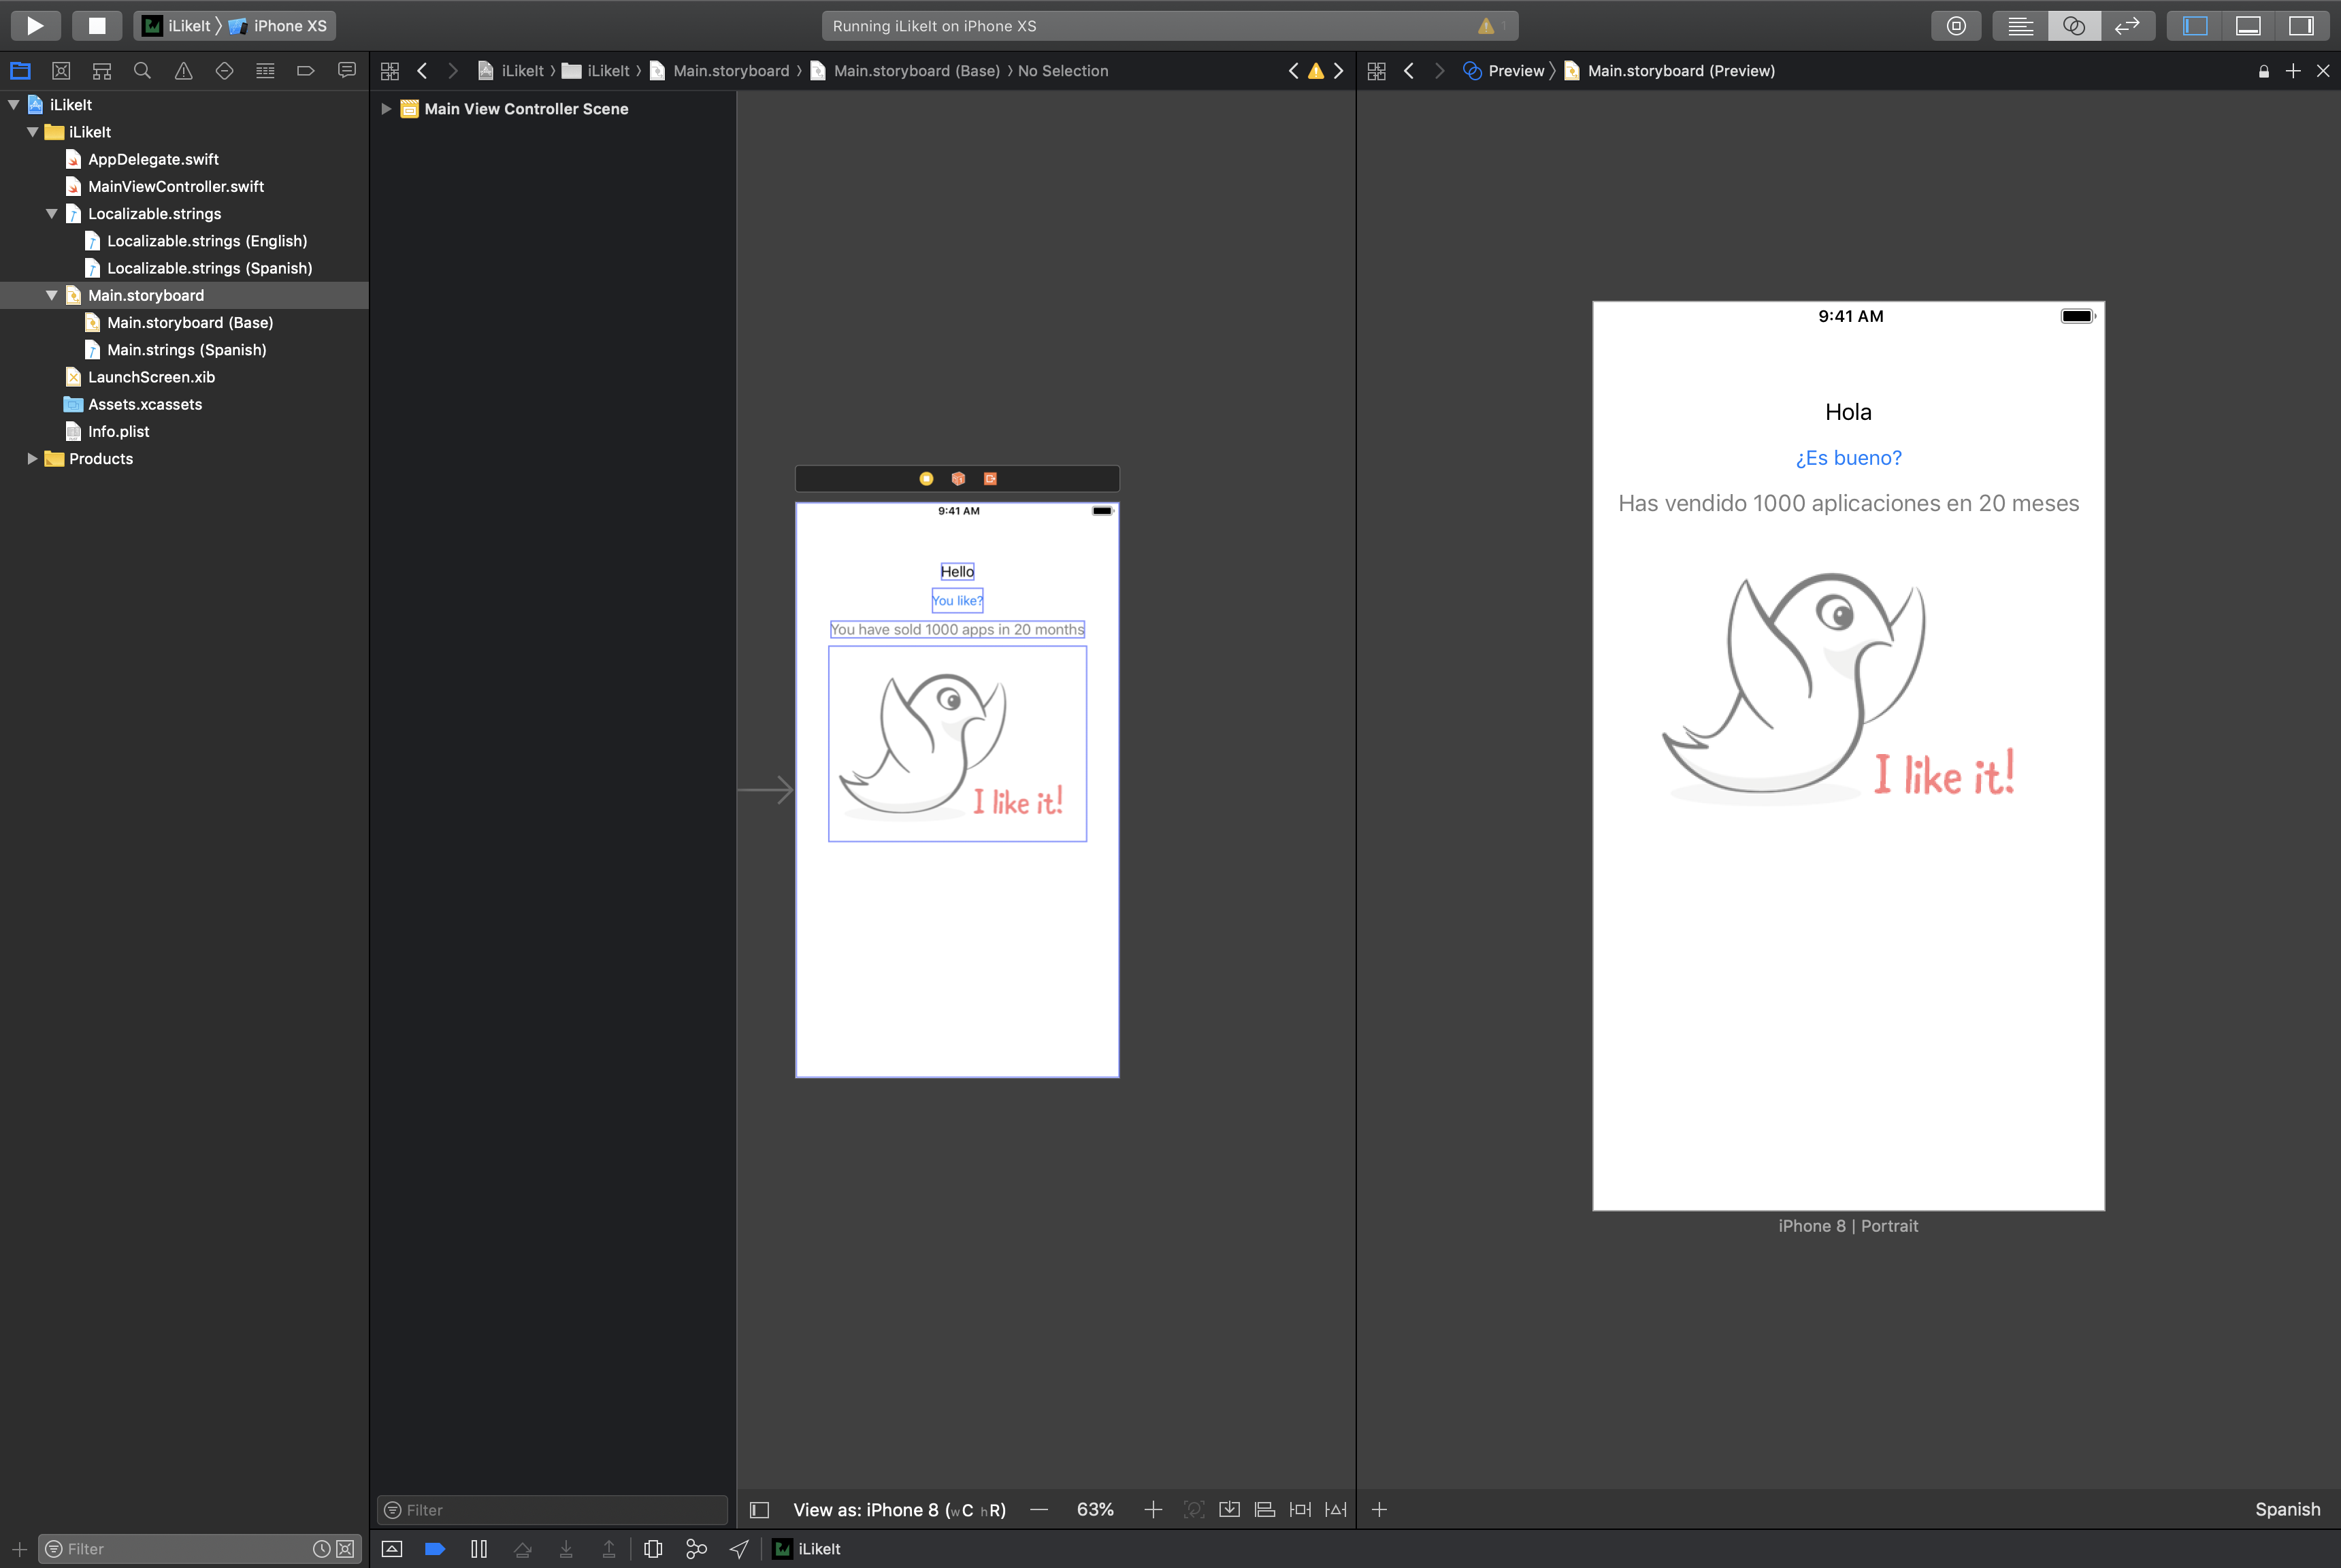 iLikeIt 〉 iPhone XS
Running iLikeIt on iPhone XS
1
iLikeIt 〉 iLikeIt 〉 Main.storyboard 〉 Main.storyboard (Base) 〉 No Selection
Preview 〉 Main.storyboard (Preview)
iLikeIt
iLikeIt
AppDelegate.swift
MainViewController.swift
Localizable.strings
Localizable.strings (English)
Localizable.strings (Spanish)
Main.storyboard
Main.storyboard (Base)
Main.strings (Spanish)
LaunchScreen.xib
Assets.xcassets
Info.plist
Products
Main View Controller Scene
9:41 AM
Hello
You like?
You have sold 1000 apps in 20 months
I like it!
9:41 AM
Hola
¿Es bueno?
Has vendido 1000 aplicaciones en 20 meses
I like it!
iPhone 8 | Portrait
Filter
View as: iPhone 8 (wC hR)
63%
Spanish
Filter
iLikeIt